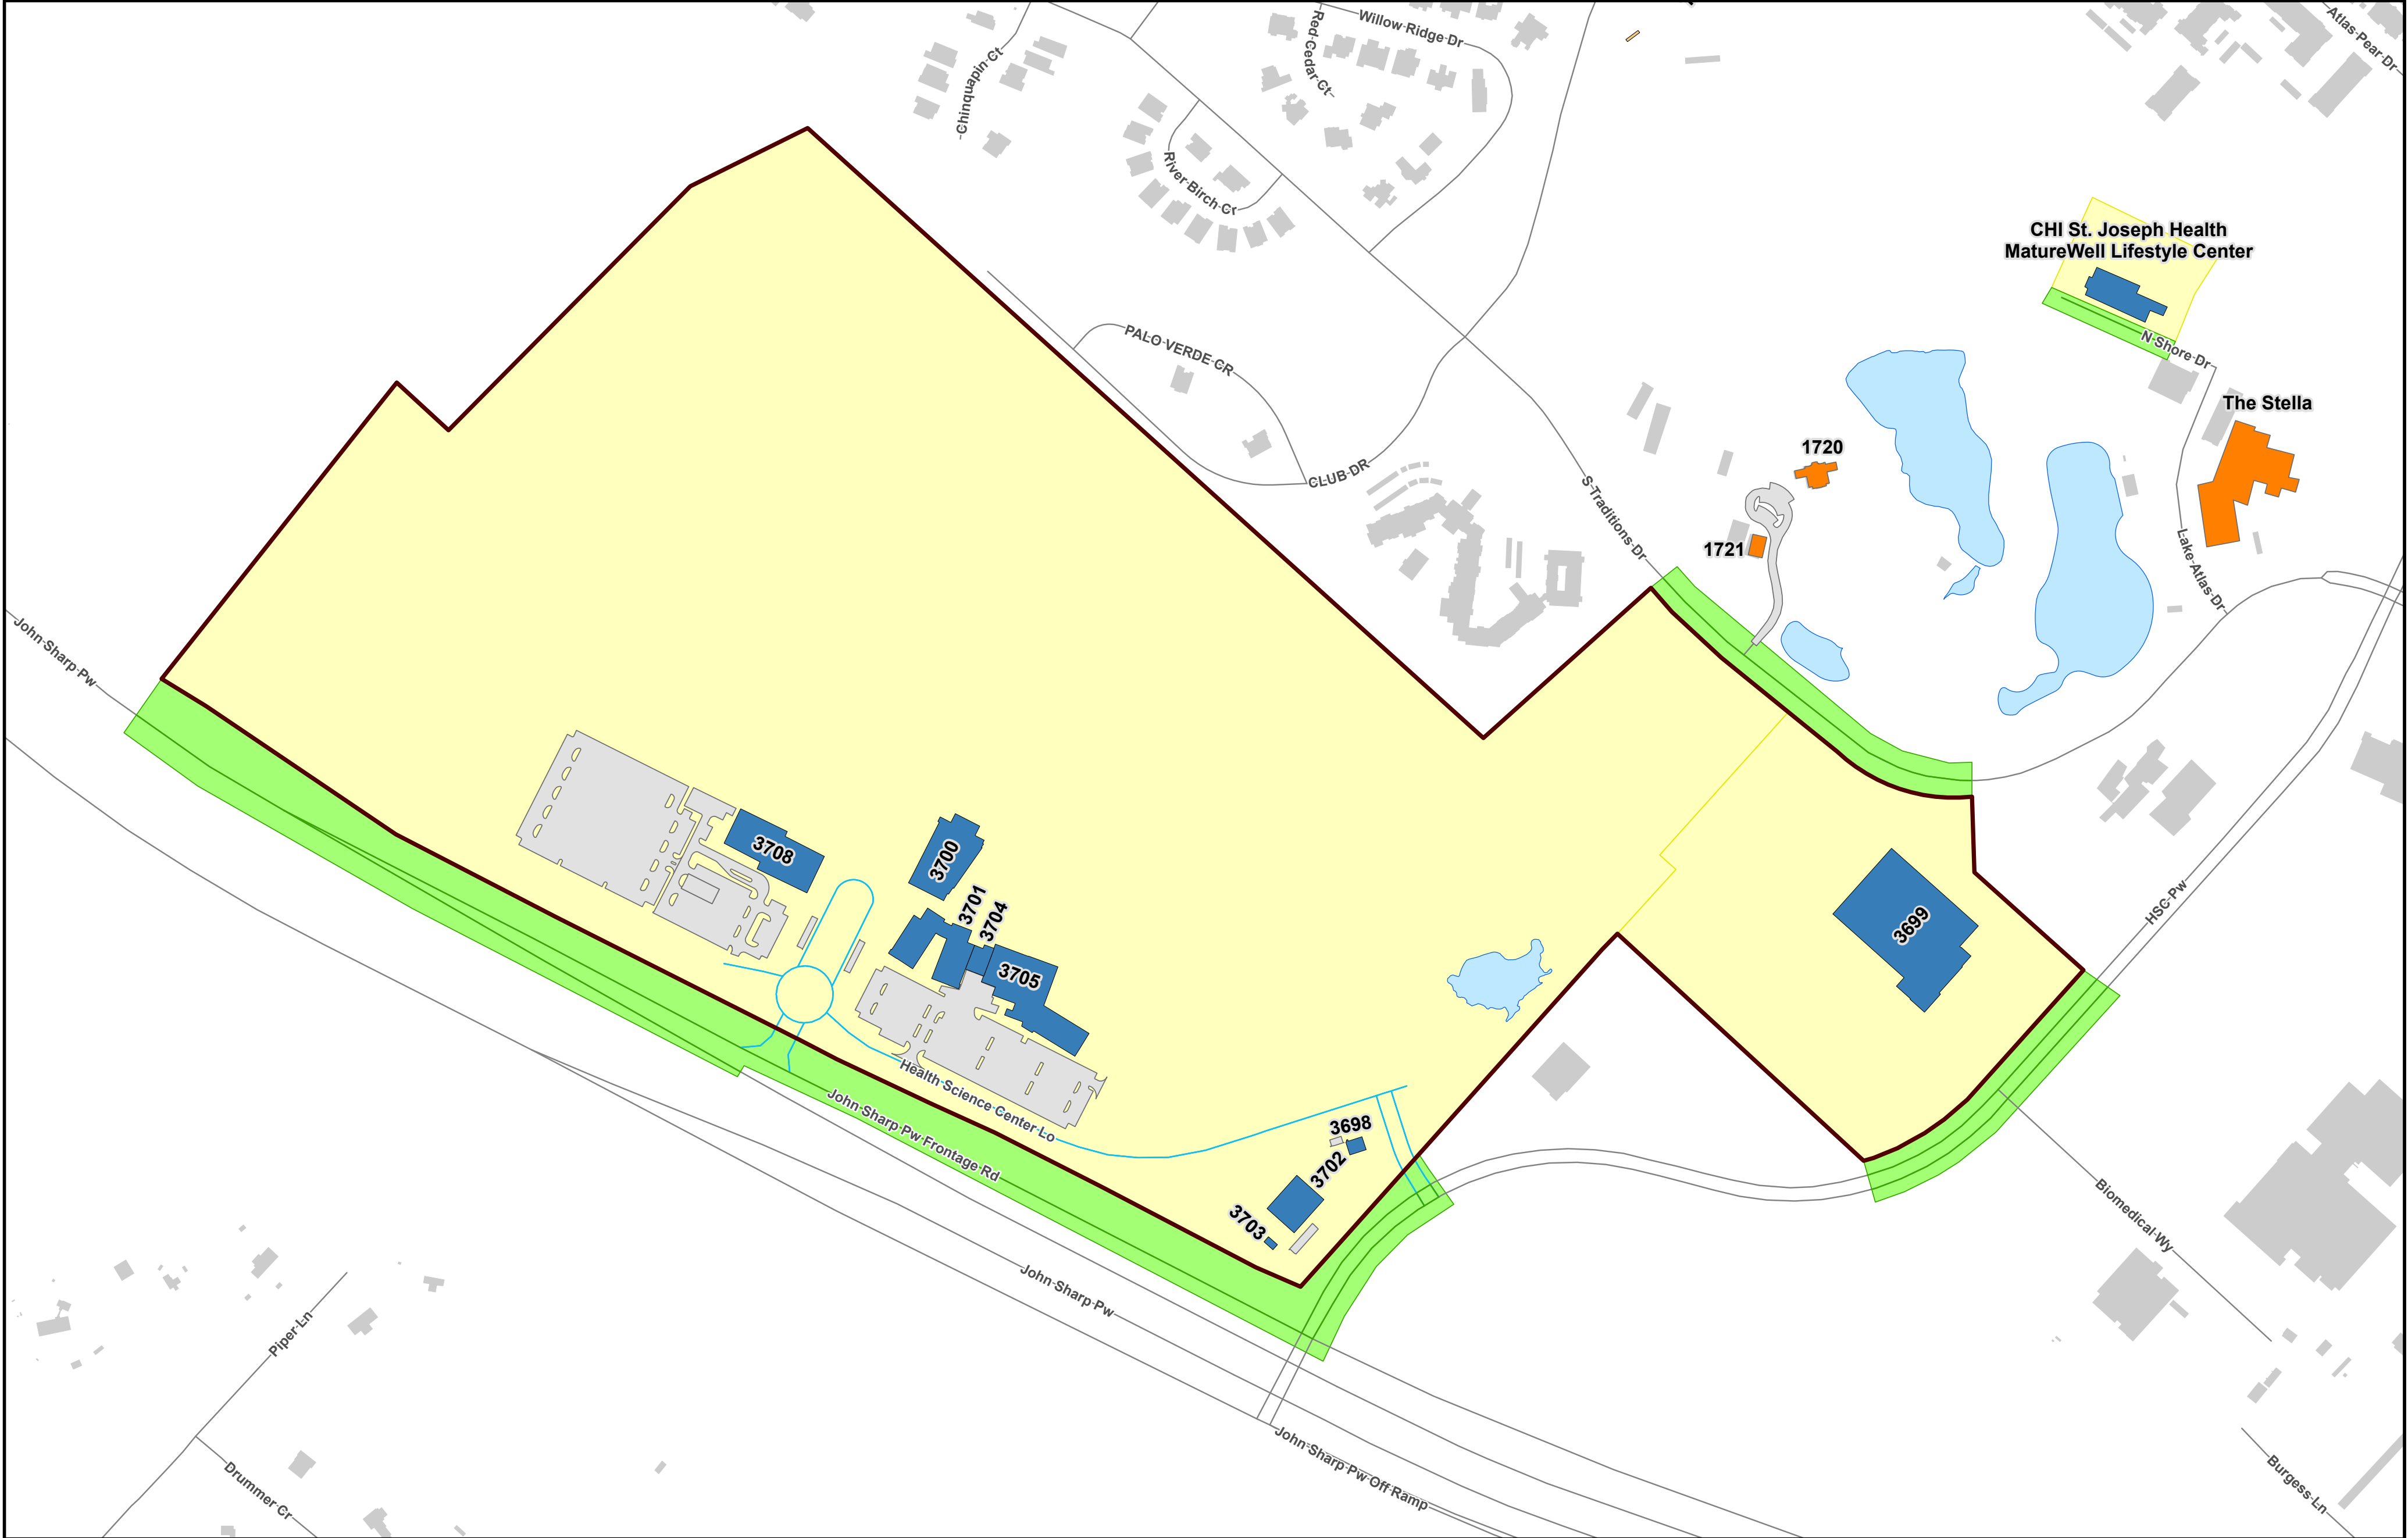 Chinquapin Ct
Red Cedar Ct
Willow Ridge Dr
Atlas Pear Dr
River Birch Cr
CHI St. Joseph Health
MatureWell Lifestyle Center
PALO VERDE CR
N Shore Dr
The Stella
1720
CLUB DR
S Traditions Dr
1721
Lake Atlas Dr
John Sharp Pw
3708
3700
3701
3704
3699
HSC Pw
3705
Health Science Center Lo
John Sharp Pw Frontage Rd
3698
3702
3703
Biomedical Wy
John Sharp Pw
Piper Ln
John Sharp Pw Off Ramp
Drummer Cr
Burgess Ln